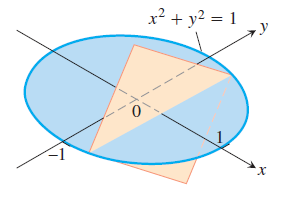 x² + y² = 1
y
0
1
−1
x